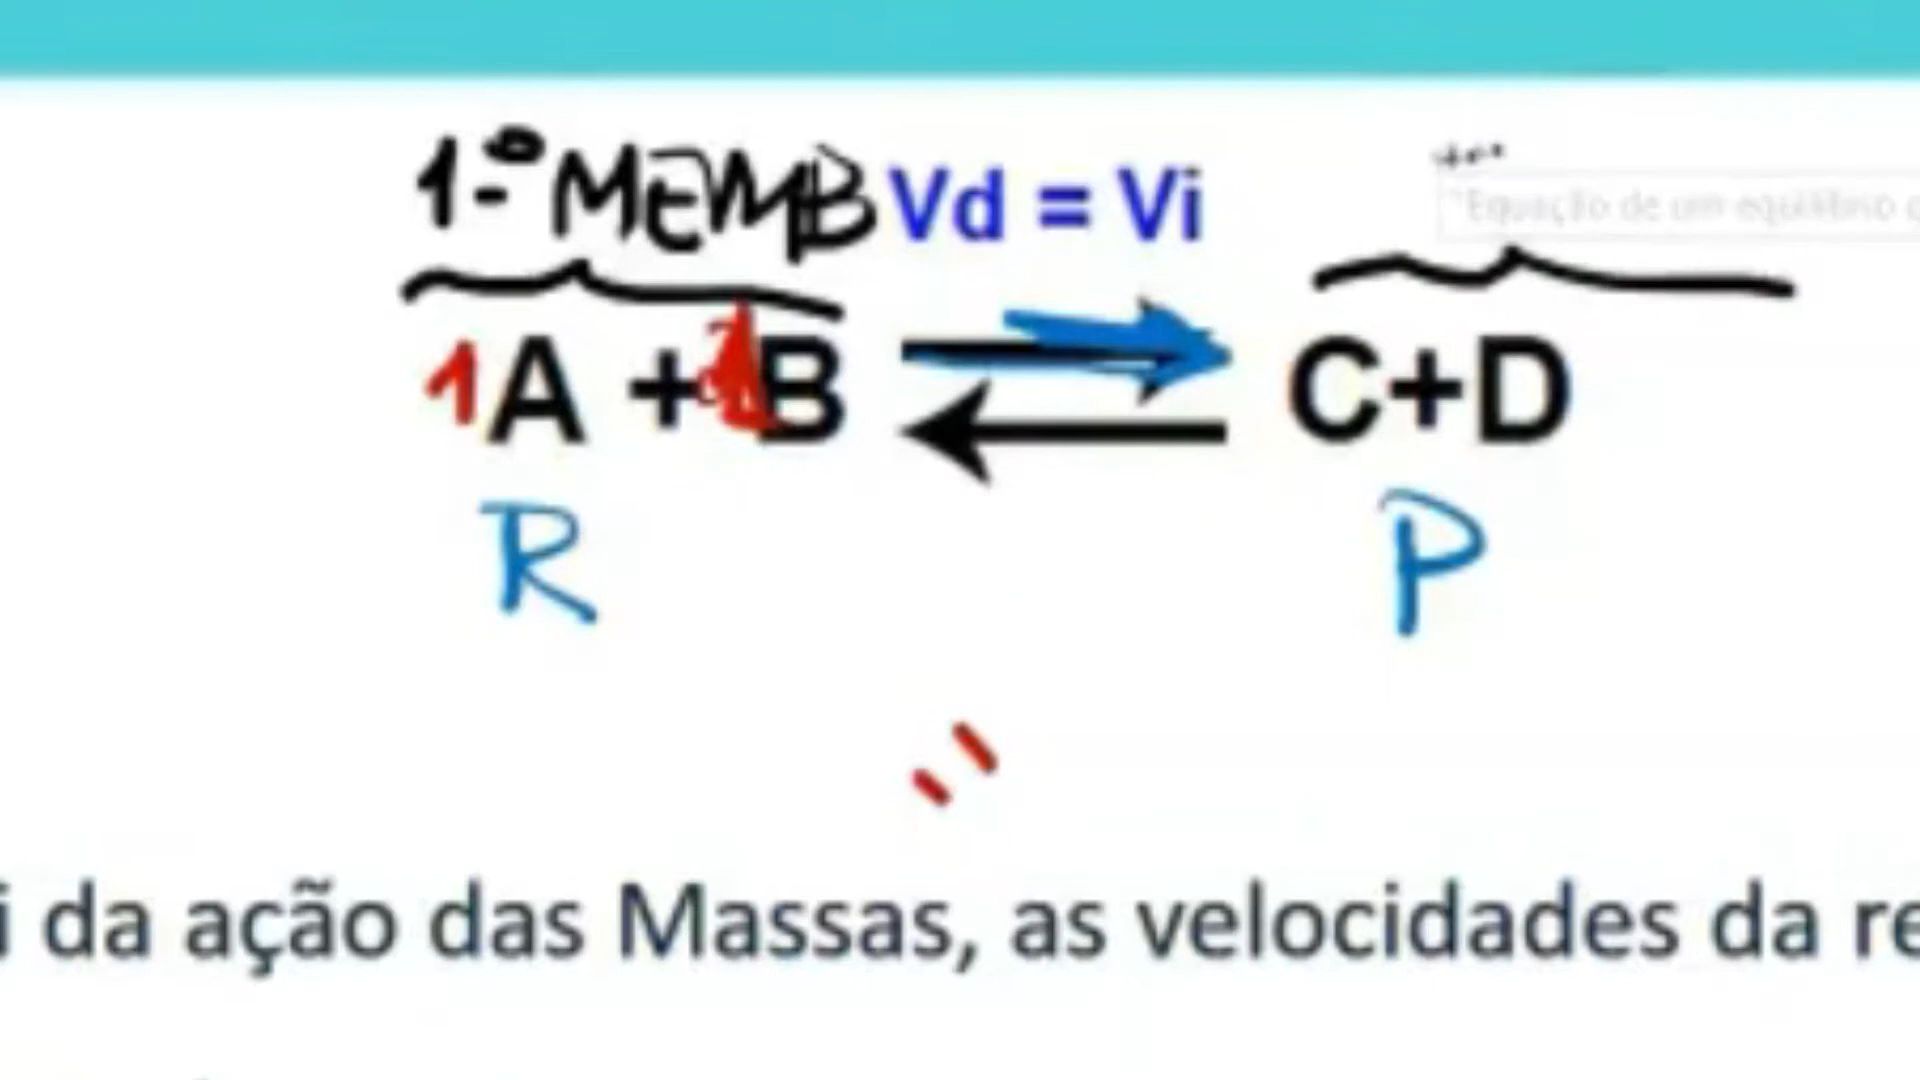 1º MEMB Vd = Vi
"Equação de um equilíbrio
1A + B C+D
R P
i da ação das Massas, as velocidades da re